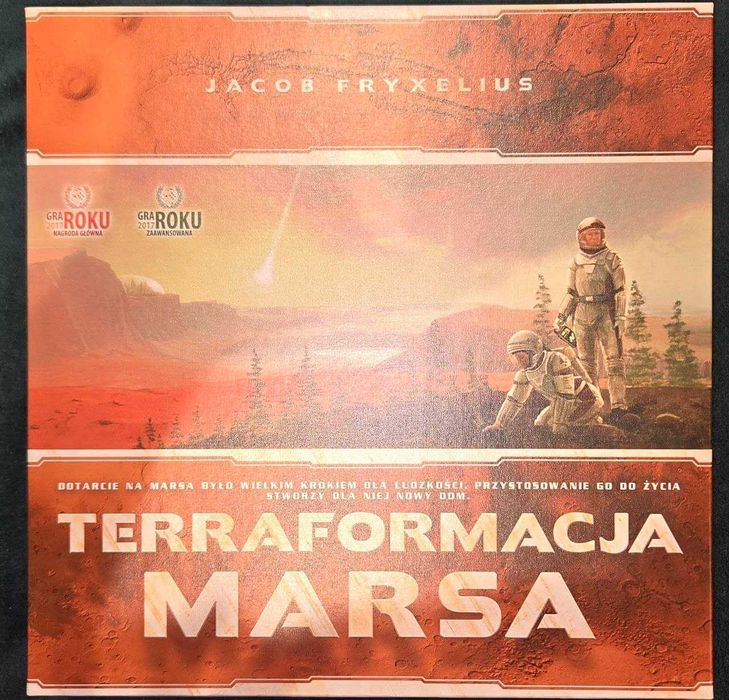 JACOB FRYXELIUS
GRA ROKU
2017
NAGRODA GŁÓWNA
GRA ROKU
2017
ZAAWANSOWANA
DOTARCIE NA MARSA BYŁO WIELKIM KROKIEM DLA LUDZKOŚCI. PRZYSTOSOWANIE GO DO ŻYCIA
STWORZY DLA NIEJ NOWY DOM.
TERRAFORMACJA
MARSA